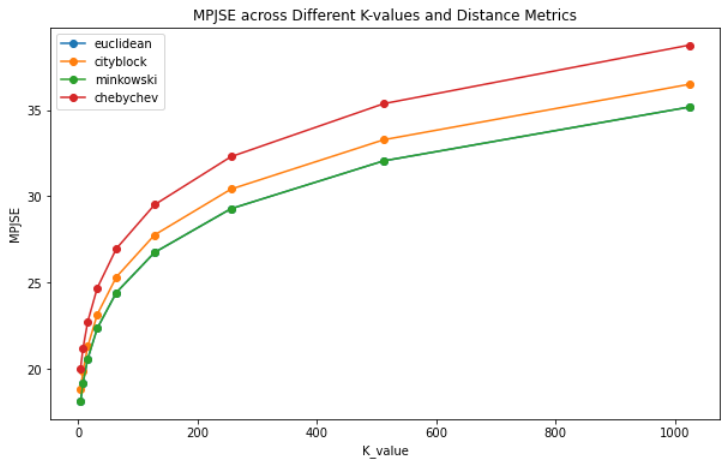 MPJSE across Different K-values and Distance Metrics
euclidean
cityblock
minkowski
chebychev
35
30
25
20
MPJSE
0 200 400 600 800 1000
K_value